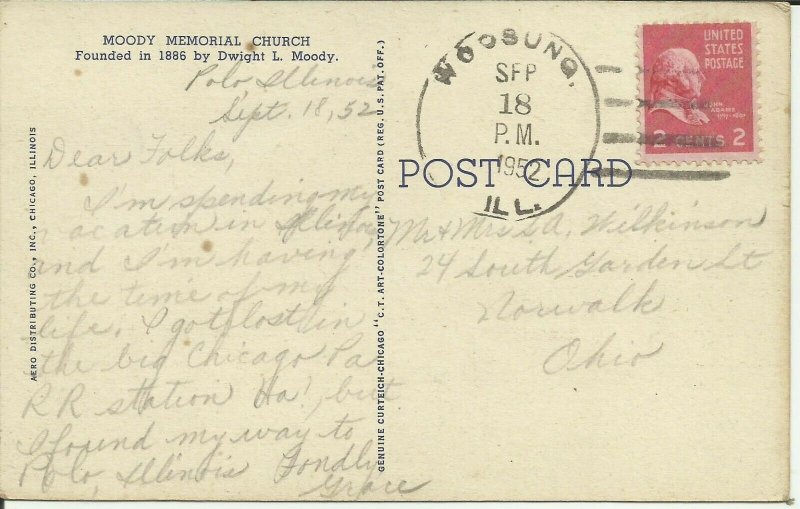 MOODY MEMORIAL CHURCH
Founded in 1886 by Dwight L. Moody.
Polo, Illinois
Sept. 18, 52
Dear Folks,
I'm spending my
vacation in Illinois,
and I'm having
the time of my
life. I got lost in
the big Chicago Pa
R R station Ha! but
I found my way to
Polo, Illinois Fondly
Grace
AERO DISTRIBUTING CO., INC., CHICAGO, ILLINOIS
GENUINE CURTEICH-CHICAGO "C.T. ART-COLORTONE" POST CARD (REG. U.S. PAT. OFF.)
WOOSUNG,
SEP
18
P.M.
1952
ILL.
UNITED
STATES
POSTAGE
JOHN
ADAMS
1797-1801
2 CENTS 2
POST CARD
Mr & Mrs L. A. Wilkinson
24 South Garden St
Norwalk
Ohio